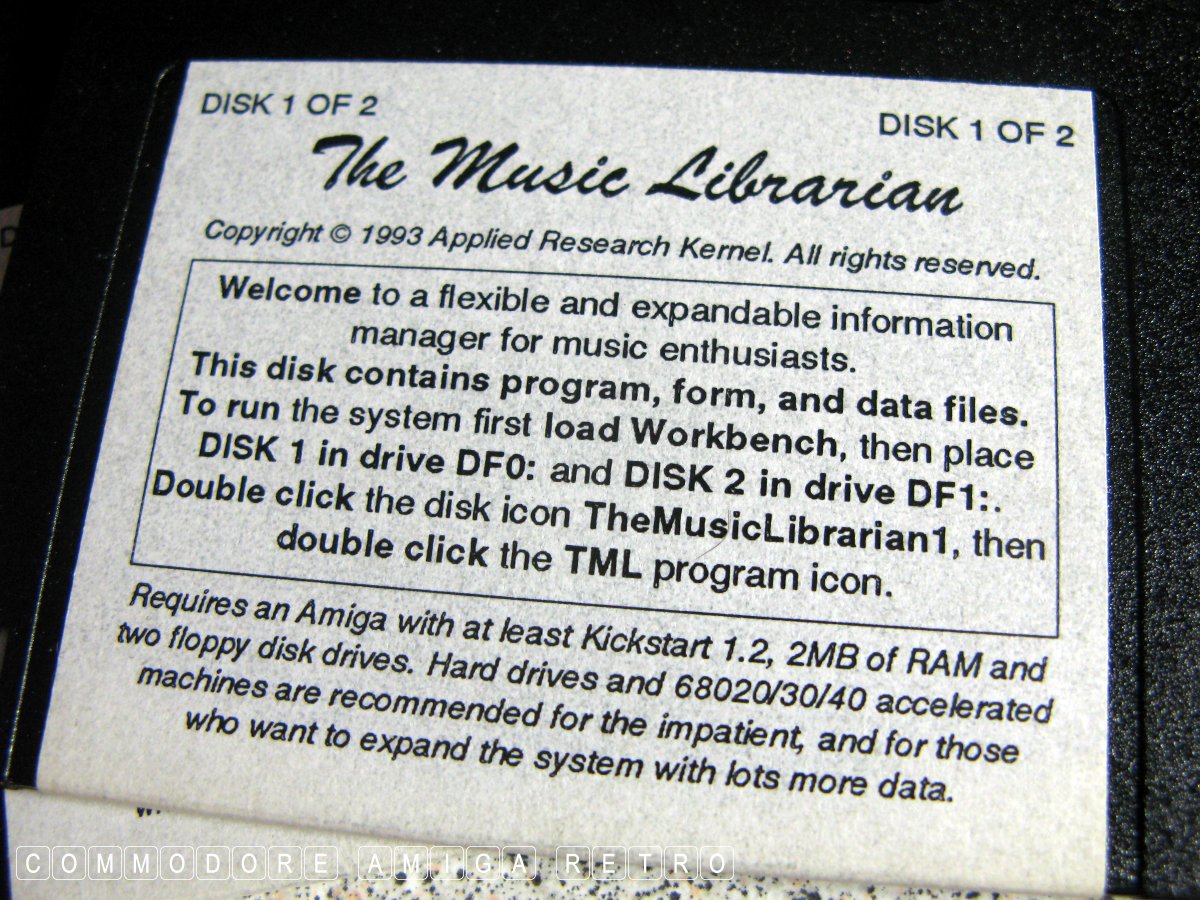 DISK 1 OF 2 DISK 1 OF 2
The Music Librarian
Copyright © 1993 Applied Research Kernel. All rights reserved.
Welcome to a flexible and expandable information
manager for music enthusiasts.
This disk contains program, form, and data files.
To run the system first load Workbench, then place
DISK 1 in drive DF0: and DISK 2 in drive DF1:.
Double click the disk icon TheMusicLibrarian1, then
double click the TML program icon.
Requires an Amiga with at least Kickstart 1.2, 2MB of RAM and
two floppy disk drives. Hard drives and 68020/30/40 accelerated
machines are recommended for the impatient, and for those
who want to expand the system with lots more data.
COMMODORE AMIGA RETRO